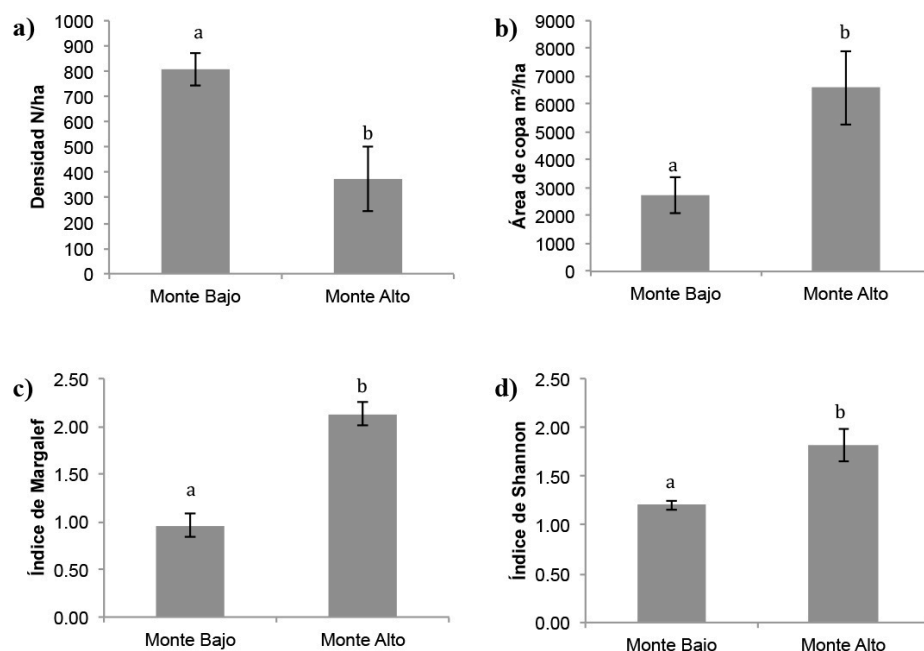 a)
Densidad N/ha
1000
900
800
700
600
500
400
300
200
100
0
a
b
Monte Bajo
Monte Alto
b)
Área de copa m²/ha
9000
8000
7000
6000
5000
4000
3000
2000
1000
0
a
b
Monte Bajo
Monte Alto
c)
Índice de Margalef
2.50
2.00
1.50
1.00
0.50
0.00
a
b
Monte Bajo
Monte Alto
d)
Índice de Shannon
2.50
2.00
1.50
1.00
0.50
0.00
a
b
Monte Bajo
Monte Alto